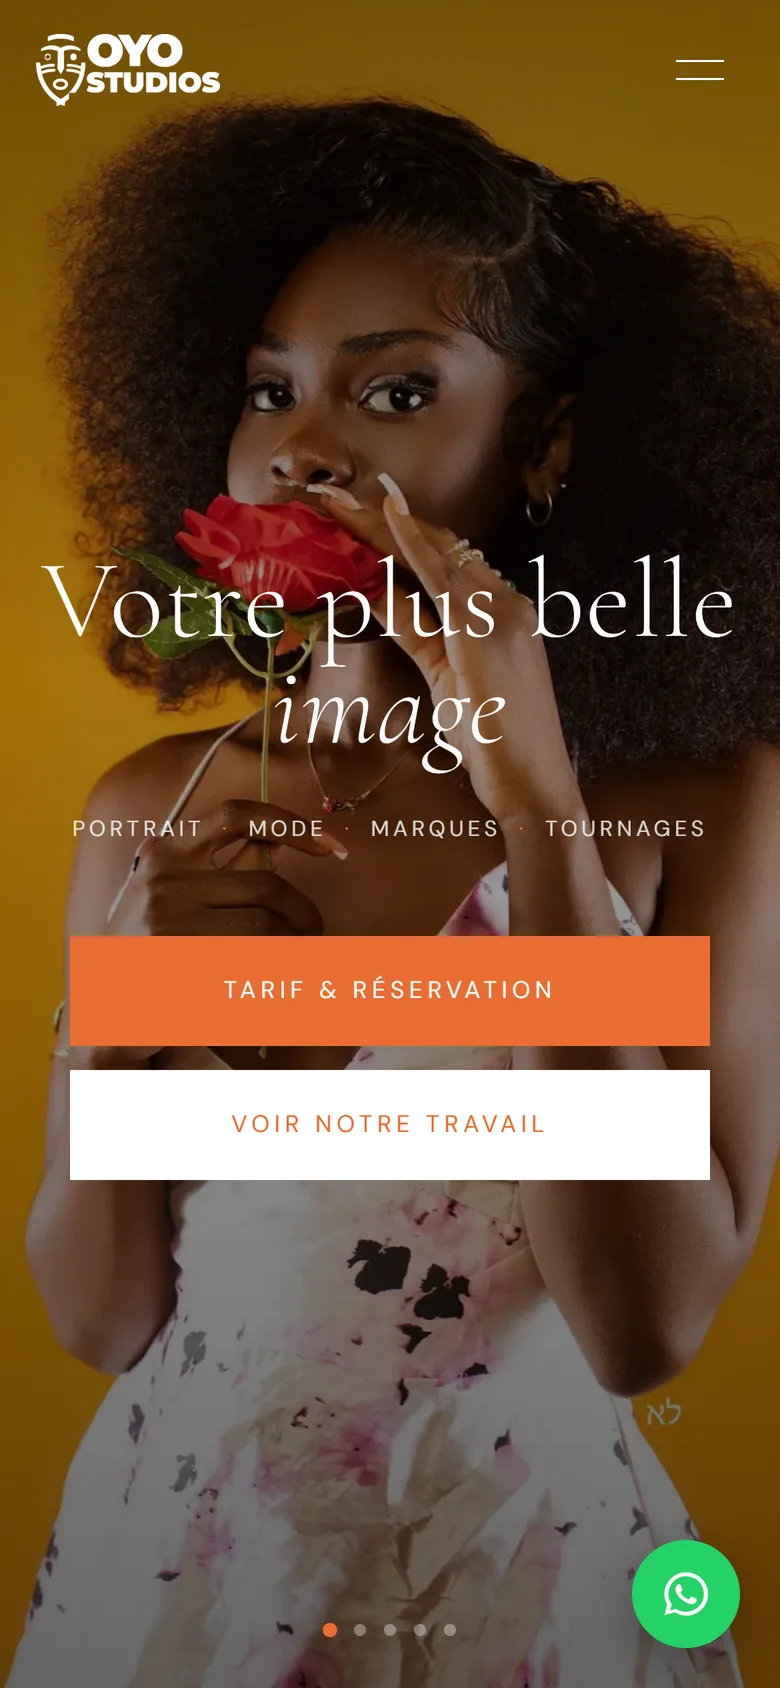 OYO
STUDIOS
Votre plus belle
image
PORTRAIT · MODE · MARQUES · TOURNAGES
TARIF & RÉSERVATION
VOIR NOTRE TRAVAIL
לא